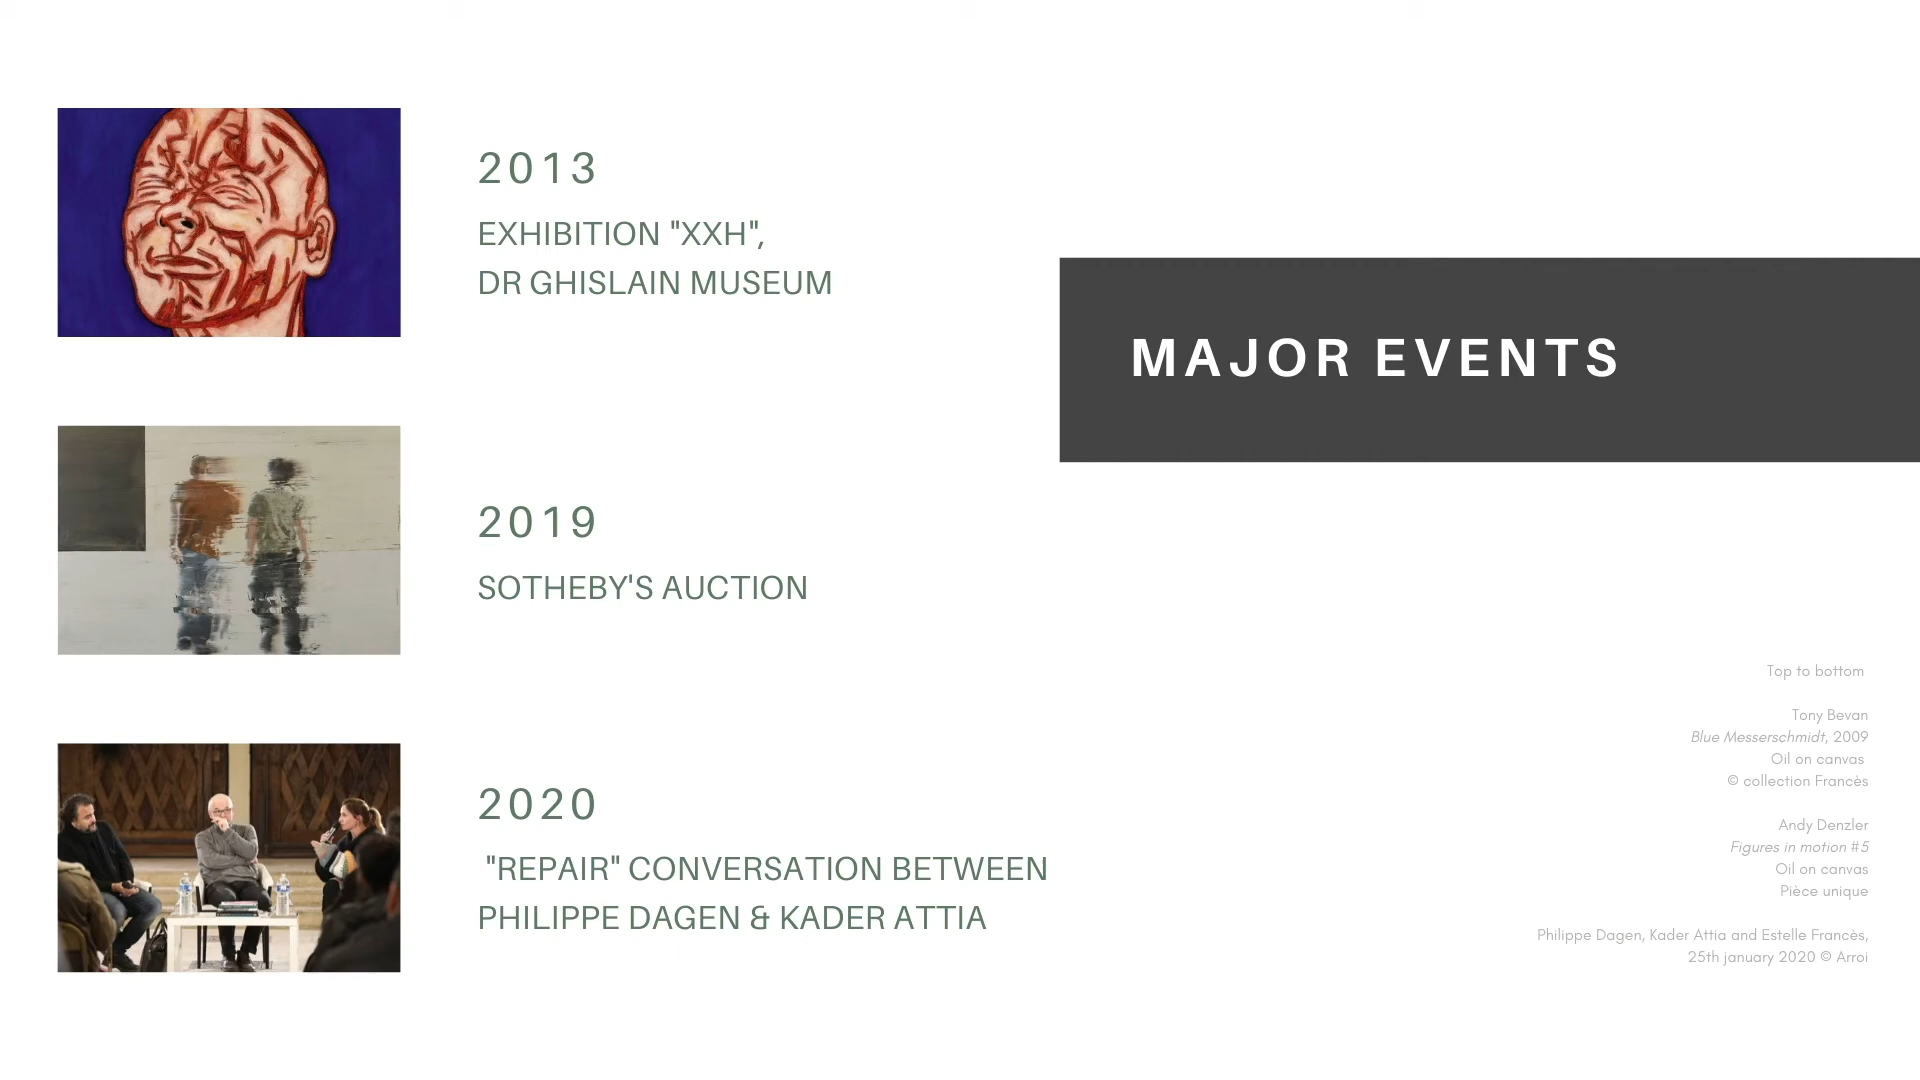 2013
EXHIBITION "XXH",
DR GHISLAIN MUSEUM
MAJOR EVENTS
2019
SOTHEBY'S AUCTION
2020
"REPAIR" CONVERSATION BETWEEN
PHILIPPE DAGEN & KADER ATTIA
Top to bottom
Tony Bevan
Blue Messerschmidt, 2009
Oil on canvas
© collection Francès
Andy Denzler
Figures in motion #5
Oil on canvas
Pièce unique
Philippe Dagen, Kader Attia and Estelle Francès,
25th january 2020 © Arroi